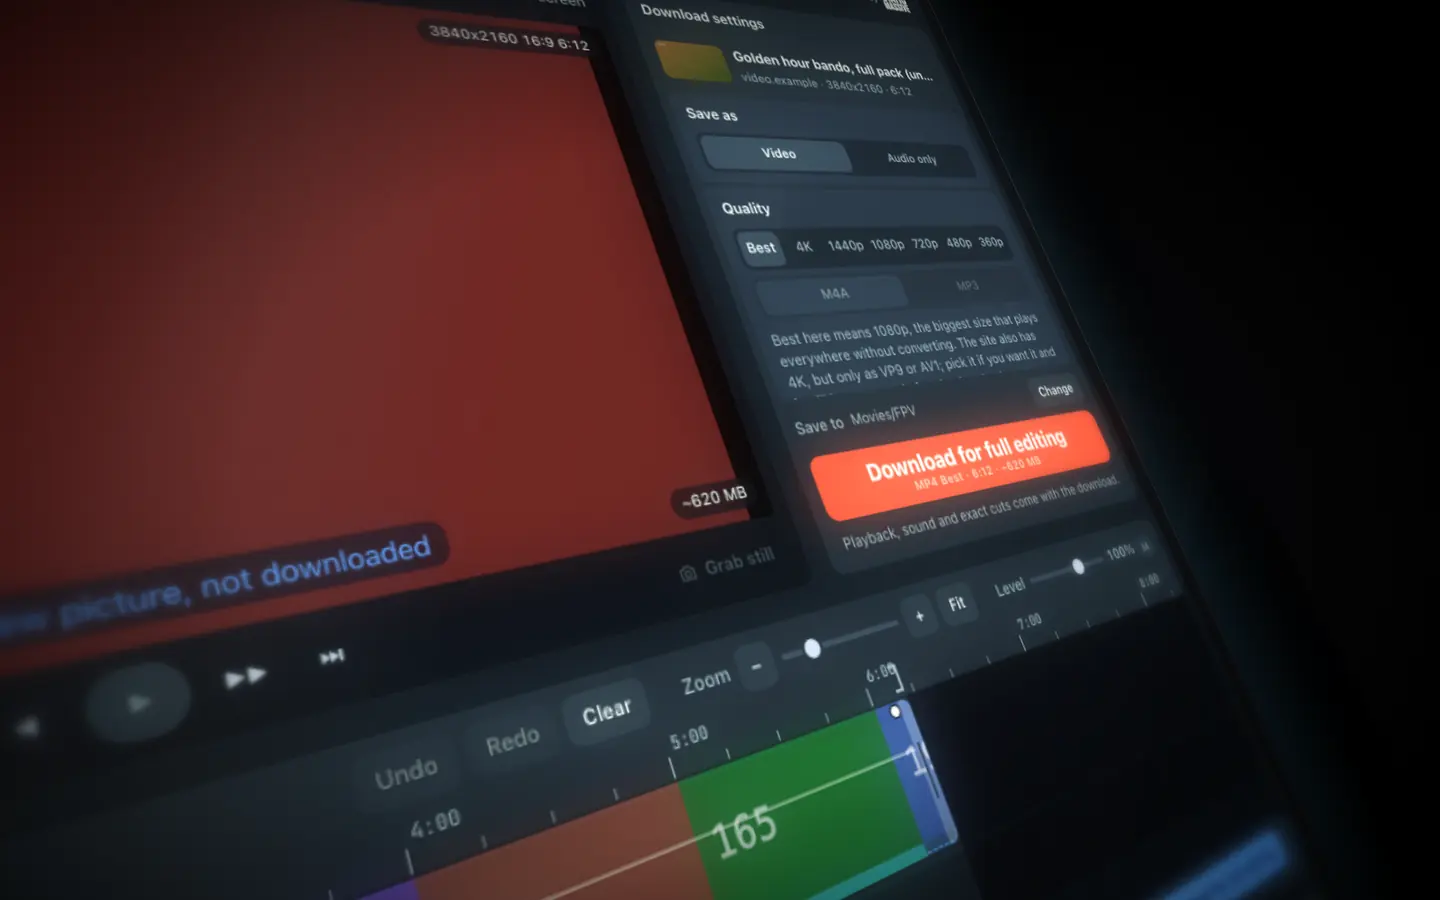 Download settings
3840x2160 16:9 6:12
Golden hour bando, full pack (un...
video.example · 3840x2160 · 6:12
Save as
Video
Audio only
Quality
Best
4K
1440p
1080p
720p
480p
360p
M4A
MP3
Best here means 1080p, the biggest size that plays
everywhere without converting. The site also has
4K, but only as VP9 or AV1; pick it if you want it and
Save to Movies/FPV
Change
Download for full editing
MP4 Best · 6:12 · ~620 MB
Playback, sound and exact cuts come with the download.
~620 MB
picture, not downloaded
Grab still
Undo
Redo
Clear
Zoom
−
+
Fit
Level
100%
4:00
5:00
6:00
7:00
8:00
165